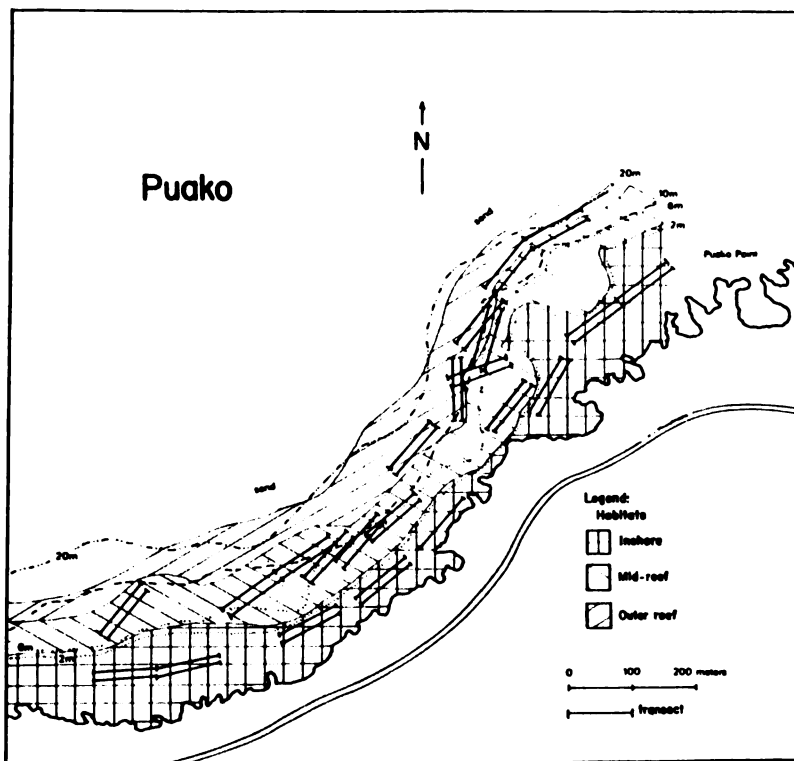 N
Puako
sand
20m
10m
6m
2m
Puako Point
sand
20m
6m
2m
Legend:
Habitats
Inshore
Mid-reef
Outer reef
0 100 200 meters
transect